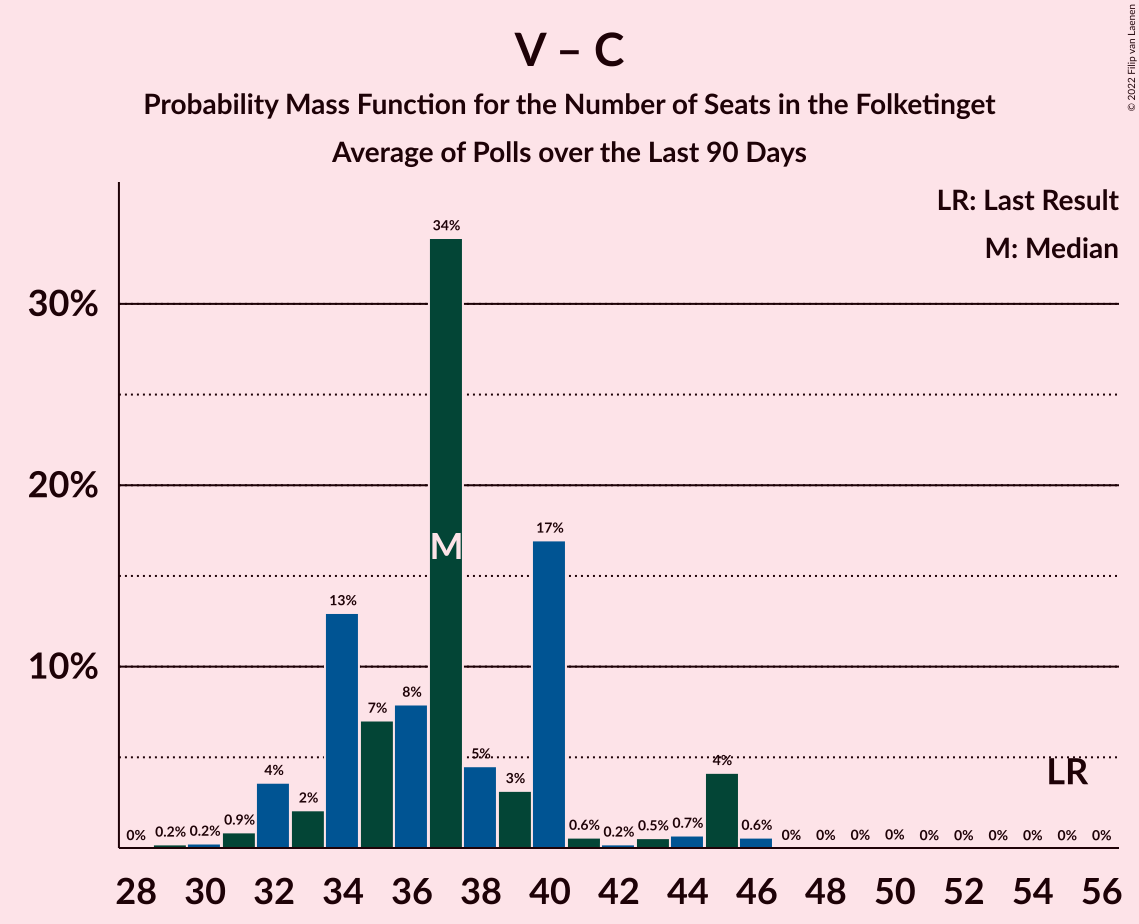 © 2022 Filip van Laenen
V – C
Probability Mass Function for the Number of Seats in the Folketinget
Average of Polls over the Last 90 Days
LR: Last Result
M: Median
30%
20%
10%
0% 0.2% 0.2% 0.9% 4% 2% 13% 7% 8% 34% 5% 3% 17% 0.6% 0.2% 0.5% 0.7% 4% 0.6% 0% 0% 0% 0% 0% 0% 0% 0% 0% 0%
M
LR
28 30 32 34 36 38 40 42 44 46 48 50 52 54 56